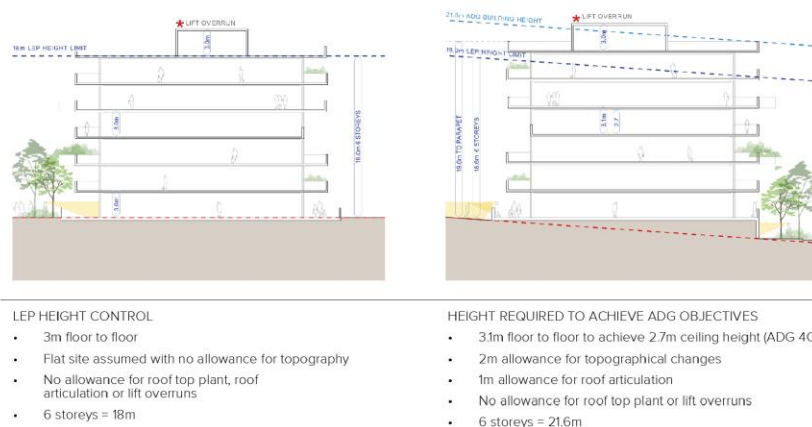 * LIFT OVERRUN
3.0m
18m LEP HEIGHT LIMIT
18.0m 6 STOREYS
3.0m
3.0m
21.6m ADG BUILDING HEIGHT
* LIFT OVERRUN
3.0m
18.0m LEP HEIGHT LIMIT
19.6m TO PARAPET
18.6m 6 STOREYS
3.1m
2.7
LEP HEIGHT CONTROL
• 3m floor to floor
• Flat site assumed with no allowance for topography
• No allowance for roof top plant, roof
articulation or lift overruns
• 6 storeys = 18m
HEIGHT REQUIRED TO ACHIEVE ADG OBJECTIVES
• 3.1m floor to floor to achieve 2.7m ceiling height (ADG 4C
• 2m allowance for topographical changes
• 1m allowance for roof articulation
• No allowance for roof top plant or lift overruns
• 6 storeys = 21.6m